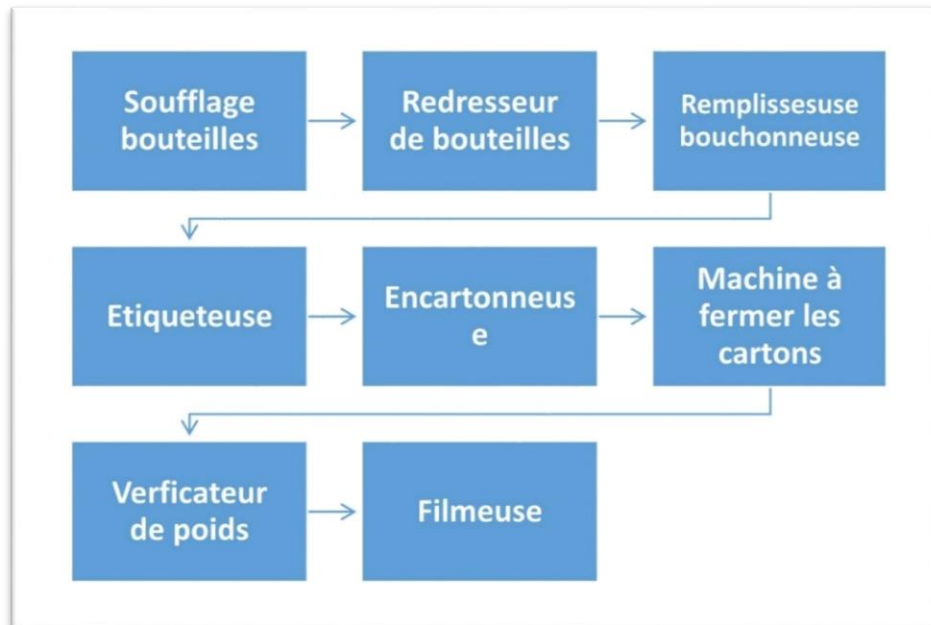 Soufflage
bouteilles
Redresseur
de bouteilles
Remplissesuse
bouchonneuse
Etiqueteuse
Encartonneus
e
Machine à
fermer les
cartons
Verficateur
de poids
Filmeuse